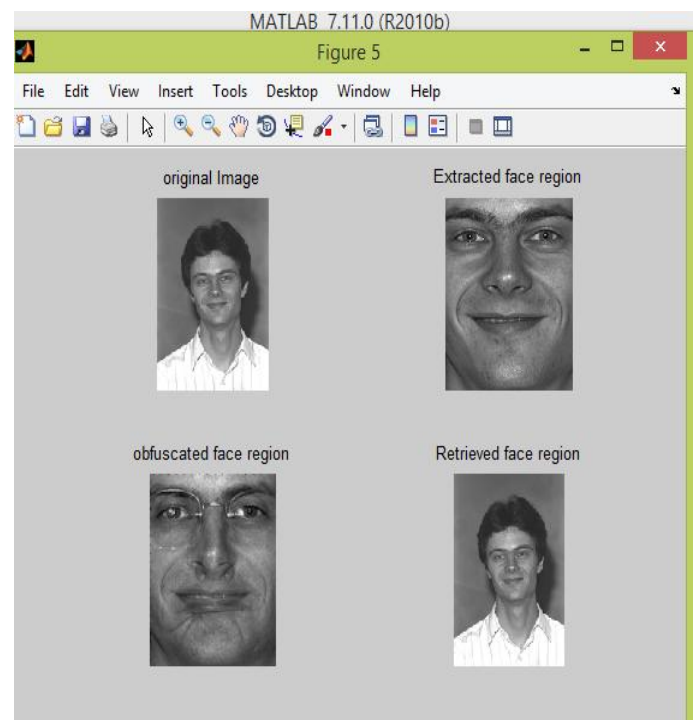 MATLAB 7.11.0 (R2010b)
Figure 5
File Edit View Insert Tools Desktop Window Help
original Image
Extracted face region
obfuscated face region
Retrieved face region